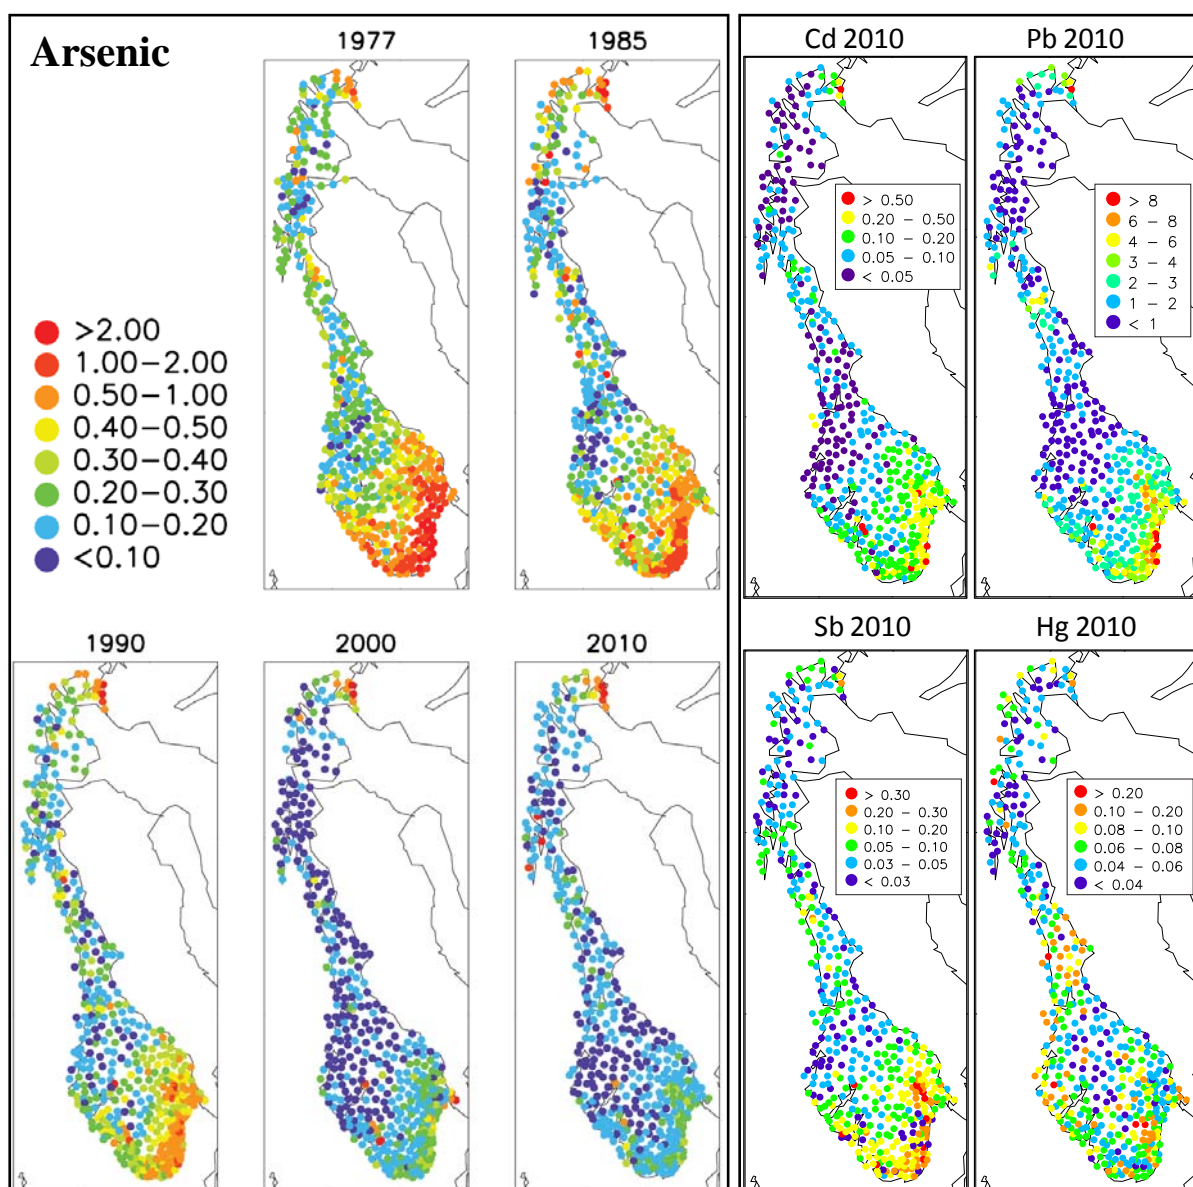 Arsenic
1977
1985
>2.00
1.00–2.00
0.50–1.00
0.40–0.50
0.30–0.40
0.20–0.30
0.10–0.20
<0.10
1990
2000
2010
Cd 2010
Pb 2010
> 0.50
0.20 – 0.50
0.10 – 0.20
0.05 – 0.10
< 0.05
> 8
6 – 8
4 – 6
3 – 4
2 – 3
1 – 2
< 1
Sb 2010
Hg 2010
> 0.30
0.20 – 0.30
0.10 – 0.20
0.05 – 0.10
0.03 – 0.05
< 0.03
> 0.20
0.10 – 0.20
0.08 – 0.10
0.06 – 0.08
0.04 – 0.06
< 0.04